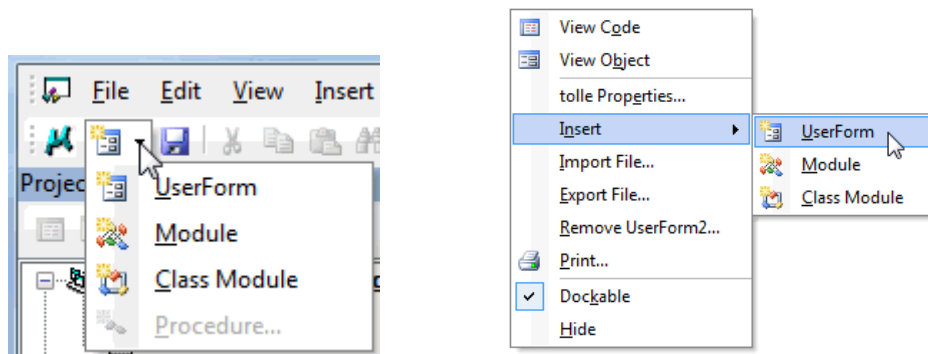 File Edit View Insert
Projec
UserForm
Module
Class Module
Procedure...
View Code
View Object
tolle Properties...
Insert
Import File...
Export File...
Remove UserForm2...
Print...
Dockable
Hide
UserForm
Module
Class Module